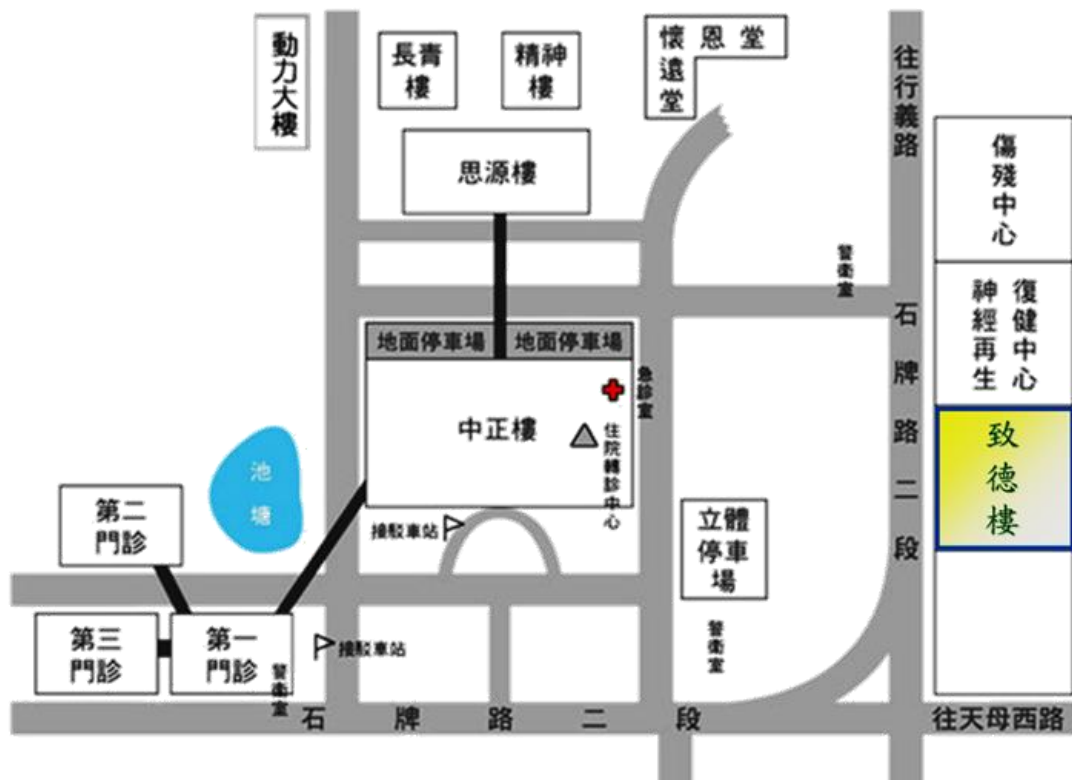 動力大樓
長青
樓
精神
樓
懷恩堂
遠堂
往行義路
思源樓
傷殘中心
警衛室
復健中心
神經再生
地面停車場
地面停車場
石牌路二段
急診室
中正樓
住院轉診中心
致德樓
池塘
第二
門診
接駁車站
立體
停車
場
第三
門診
第一
門診
接駁車站
警衛室
警衛室
石牌路二段
往天母西路